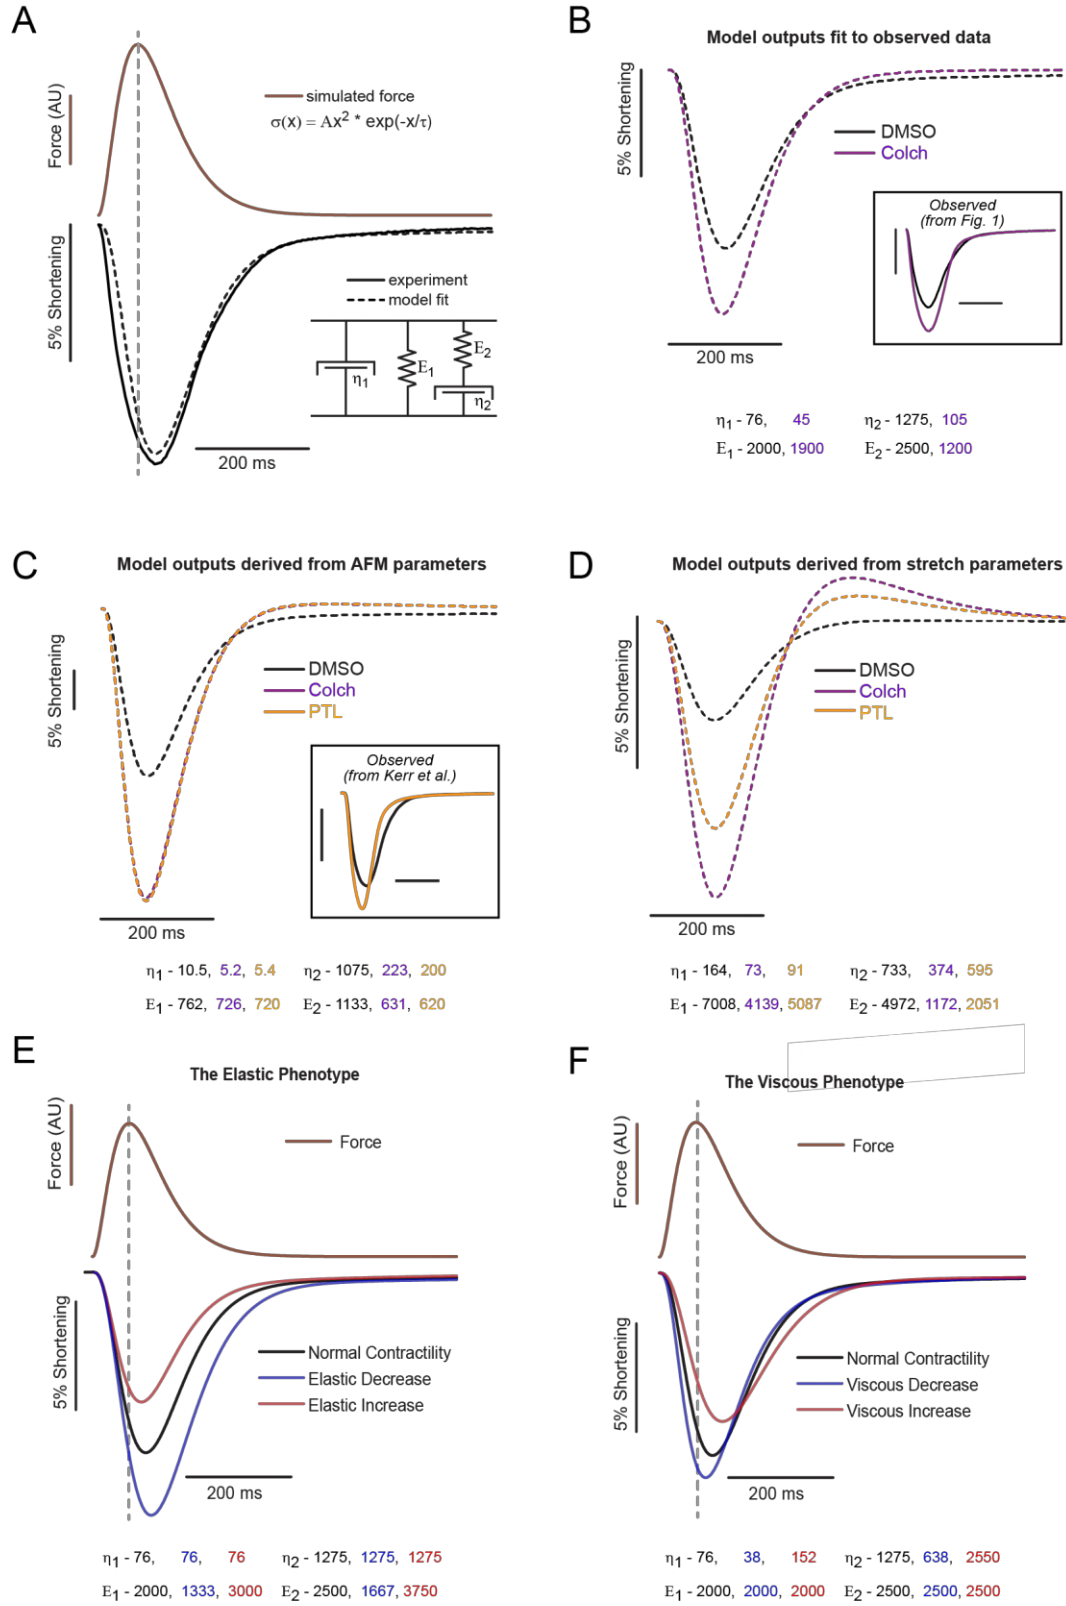 A
Force (AU)
simulated force
σ(x) = Ax² * exp(-x/τ)
5% Shortening
experiment
model fit
η1
E1
E2
η2
200 ms
B
Model outputs fit to observed data
5% Shortening
DMSO
Colch
Observed
(from Fig. 1)
200 ms
η1 - 76, 45 η2 - 1275, 105
E1 - 2000, 1900 E2 - 2500, 1200
C
Model outputs derived from AFM parameters
5% Shortening
DMSO
Colch
PTL
Observed
(from Kerr et al.)
200 ms
η1 - 10.5, 5.2, 5.4 η2 - 1075, 223, 200
E1 - 762, 726, 720 E2 - 1133, 631, 620
D
Model outputs derived from stretch parameters
5% Shortening
DMSO
Colch
PTL
200 ms
η1 - 164, 73, 91 η2 - 733, 374, 595
E1 - 7008, 4139, 5087 E2 - 4972, 1172, 2051
E
The Elastic Phenotype
Force (AU)
Force
5% Shortening
Normal Contractility
Elastic Decrease
Elastic Increase
200 ms
η1 - 76, 76, 76 η2 - 1275, 1275, 1275
E1 - 2000, 1333, 3000 E2 - 2500, 1667, 3750
F
The Viscous Phenotype
Force (AU)
Force
5% Shortening
Normal Contractility
Viscous Decrease
Viscous Increase
200 ms
η1 - 76, 38, 152 η2 - 1275, 638, 2550
E1 - 2000, 2000, 2000 E2 - 2500, 2500, 2500